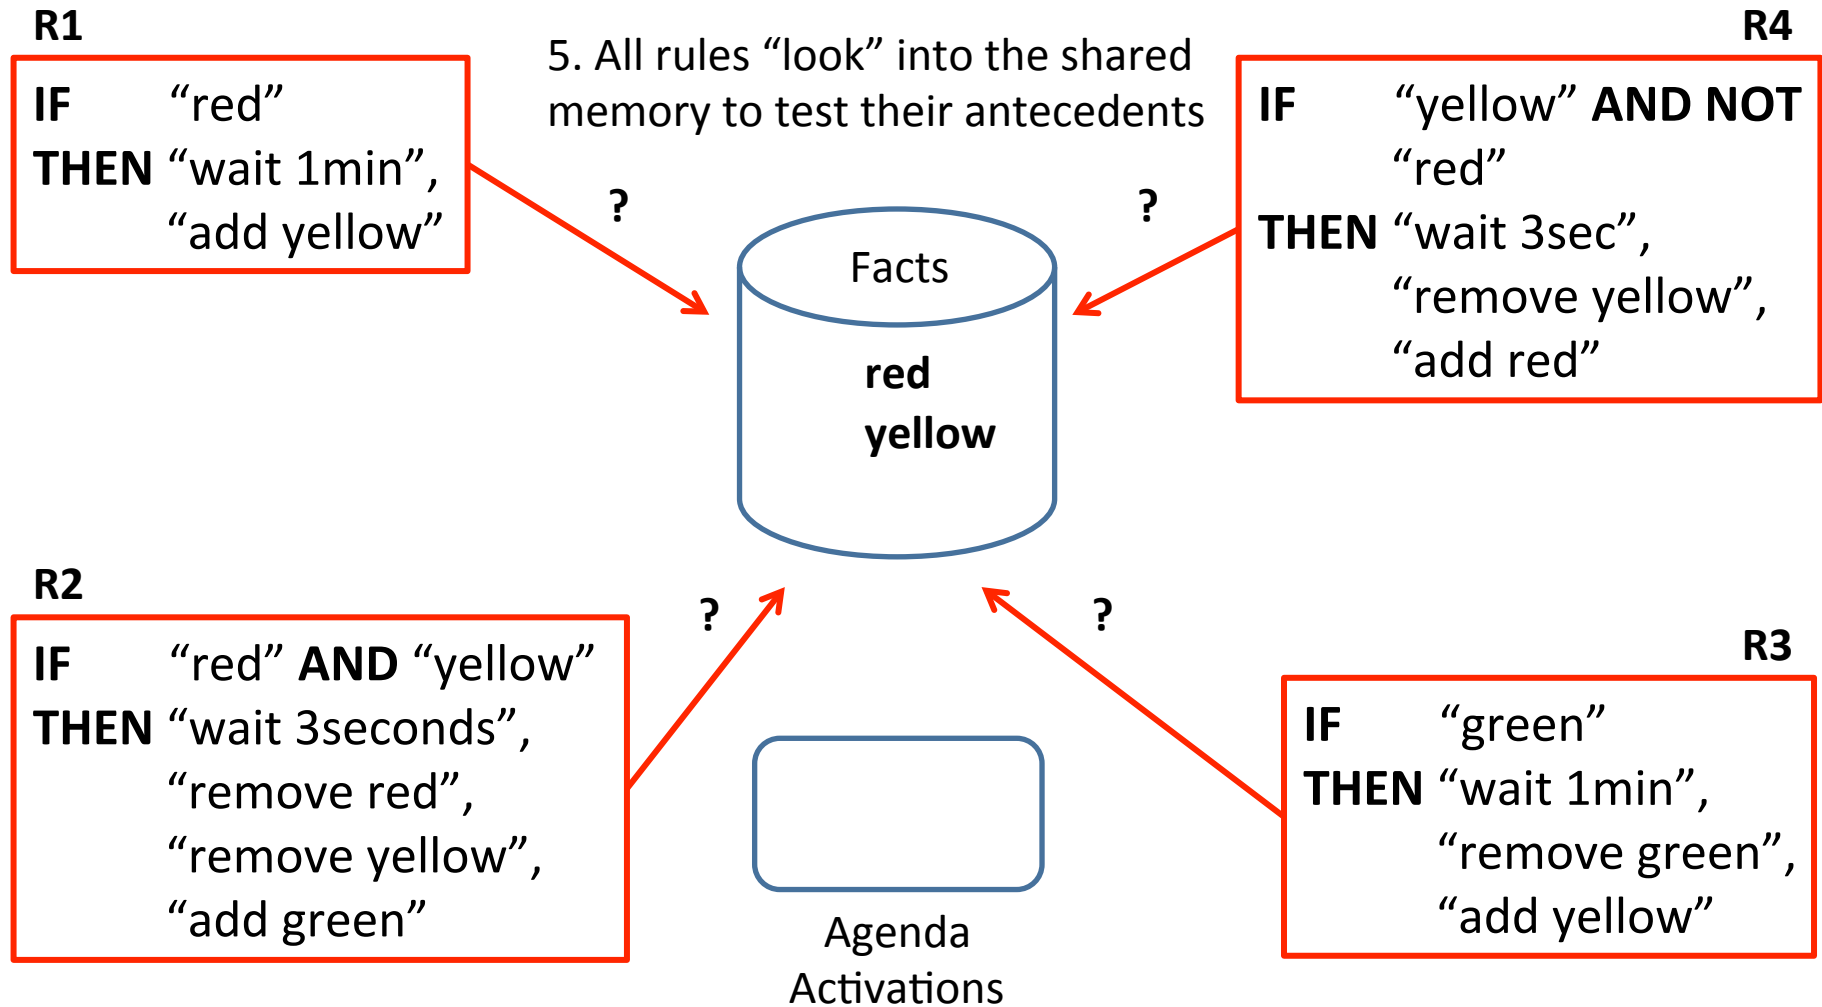 R1
IF “red”
THEN “wait 1min”,
“add yellow”
5. All rules “look” into the shared
memory to test their antecedents
R4
IF “yellow” AND NOT
“red”
THEN “wait 3sec”,
“remove yellow”,
“add red”
?
?
Facts
red
yellow
R2
IF “red” AND “yellow”
THEN “wait 3seconds”,
“remove red”,
“remove yellow”,
“add green”
?
?
R3
IF “green”
THEN “wait 1min”,
“remove green”,
“add yellow”
Agenda
Activations